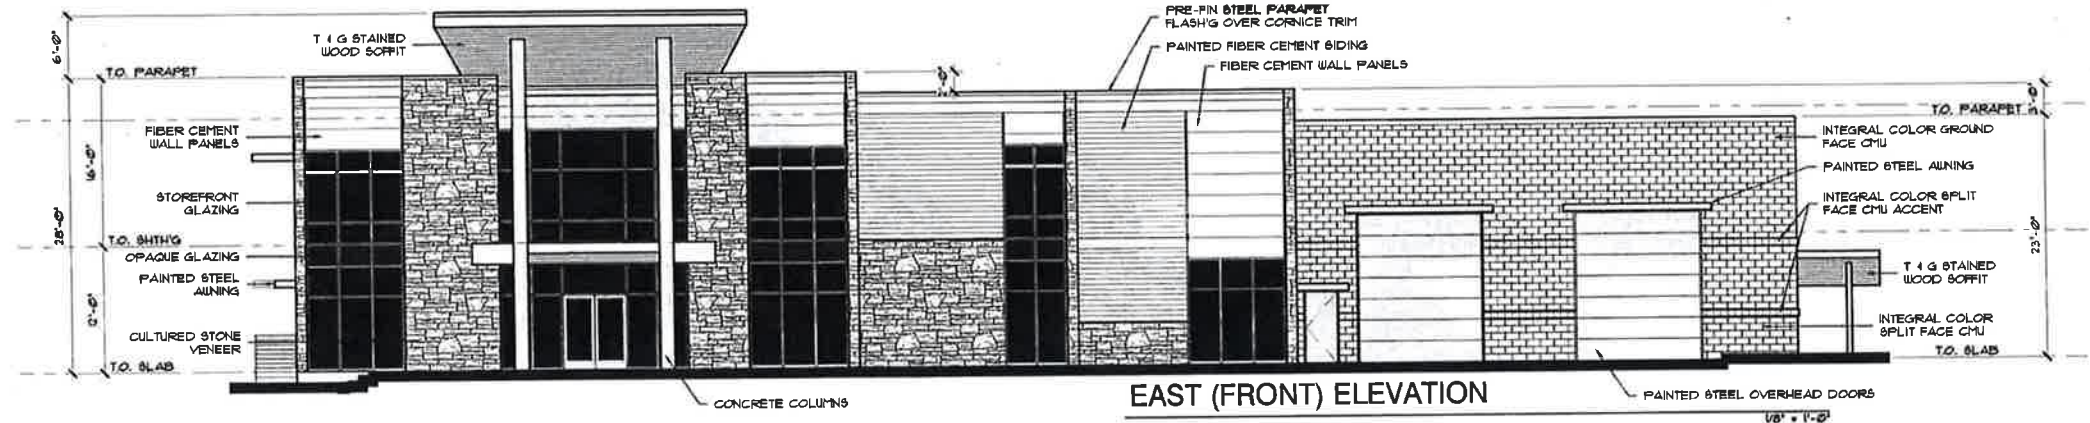 6'-0"
T.O. PARAPET
16'-0"
28'-0"
T.O. SHTH'G
12'-0"
T.O. SLAB
T & G STAINED
WOOD SOFFIT
FIBER CEMENT
WALL PANELS
STOREFRONT
GLAZING
OPAQUE GLAZING
PAINTED STEEL
AWNING
CULTURED STONE
VENEER
CONCRETE COLUMNS
PRE-FIN STEEL PARAPET
FLASH'G OVER CORNICE TRIM
PAINTED FIBER CEMENT SIDING
FIBER CEMENT WALL PANELS
3'-0"
T.O. PARAPET
INTEGRAL COLOR GROUND
FACE CMU
PAINTED STEEL AWNING
INTEGRAL COLOR SPLIT
FACE CMU ACCENT
23'-0"
T & G STAINED
WOOD SOFFIT
INTEGRAL COLOR
SPLIT FACE CMU
T.O. SLAB
PAINTED STEEL OVERHEAD DOORS
EAST (FRONT) ELEVATION
1/8" = 1'-0"